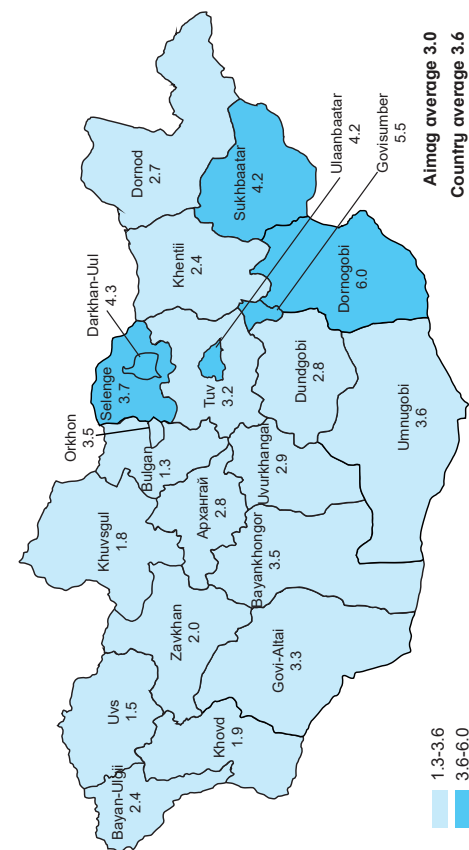 Bayan-Ulgii
2.4
Uvs
1.5
Khovd
1.9
Zavkhan
2.0
Govi-Altai
3.3
Khuvsgul
1.8
Архангай
2.8
Bayankhongor
3.5
Orkhon
3.5
Bulgan
1.3
Uvurkhangai
2.9
Selenge
3.7
Darkhan-Uul
4.3
Tuv
3.2
Dundgobi
2.8
Umnugobi
3.6
Khentii
2.4
Dornod
2.7
Sukhbaatar
4.2
Dornogobi
6.0
Ulaanbaatar
4.2
Govisumber
5.5
1.3-3.6
3.6-6.0
Aimag average 3.0
Country average 3.6